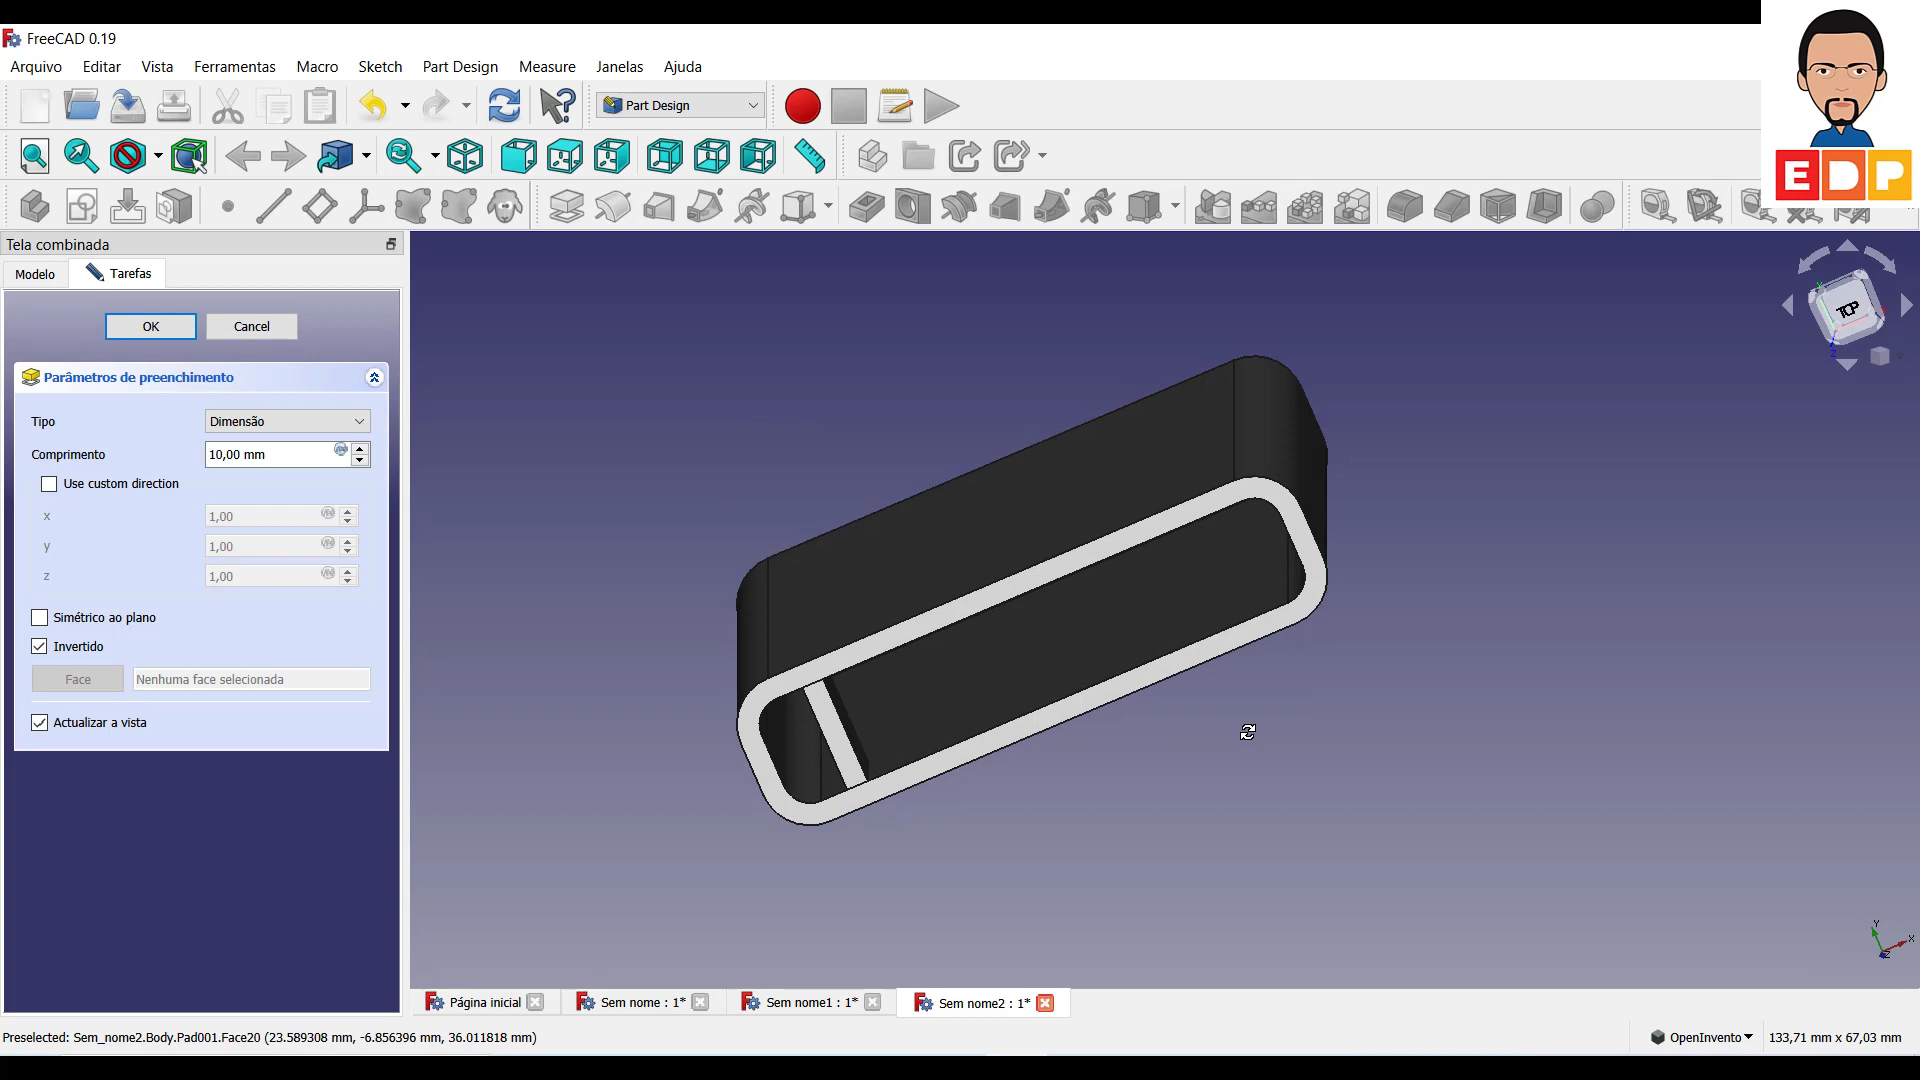 FreeCAD 0.19
Arquivo Editar Vista Ferramentas Macro Sketch Part Design Measure Janelas Ajuda
Part Design
EDP
Tela combinada
Modelo Tarefas
TOP
OK Cancel
Parâmetros de preenchimento
Tipo Dimensão
Comprimento 10,00 mm
Use custom direction
x 1,00
y 1,00
z 1,00
Simétrico ao plano
Invertido
Face Nenhuma face selecionada
Actualizar a vista
Y
X
Z
Página inicial Sem nome : 1* Sem nome1 : 1* Sem nome2 : 1*
Preselected: Sem_nome2.Body.Pad001.Face20 (23.589308 mm, -6.856396 mm, 36.011818 mm) OpenInvento 133,71 mm x 67,03 mm